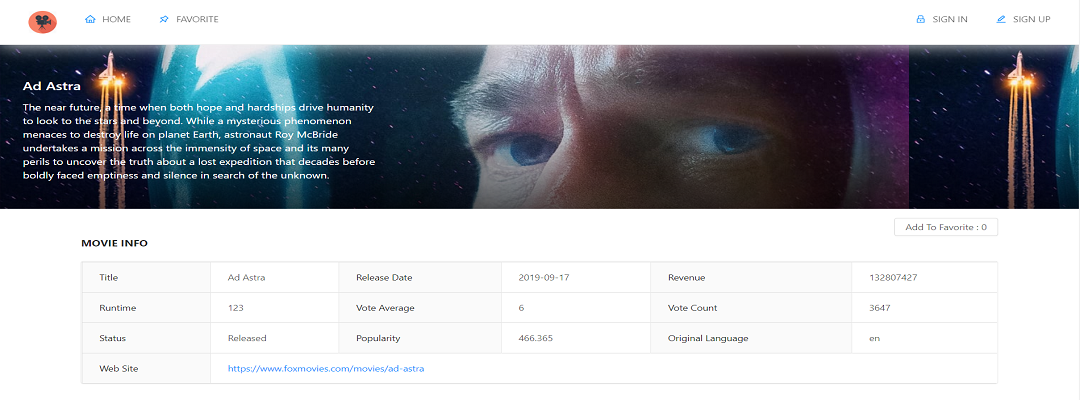 HOME FAVORITE SIGN IN SIGN UP
Ad Astra
The near future, a time when both hope and hardships drive humanity
to look to the stars and beyond. While a mysterious phenomenon
menaces to destroy life on planet Earth, astronaut Roy McBride
undertakes a mission across the immensity of space and its many
perils to uncover the truth about a lost expedition that decades before
boldly faced emptiness and silence in search of the unknown.
Add To Favorite : 0
MOVIE INFO
Title Ad Astra Release Date 2019-09-17 Revenue 132807427
Runtime 123 Vote Average 6 Vote Count 3647
Status Released Popularity 466.365 Original Language en
Web Site https://www.foxmovies.com/movies/ad-astra